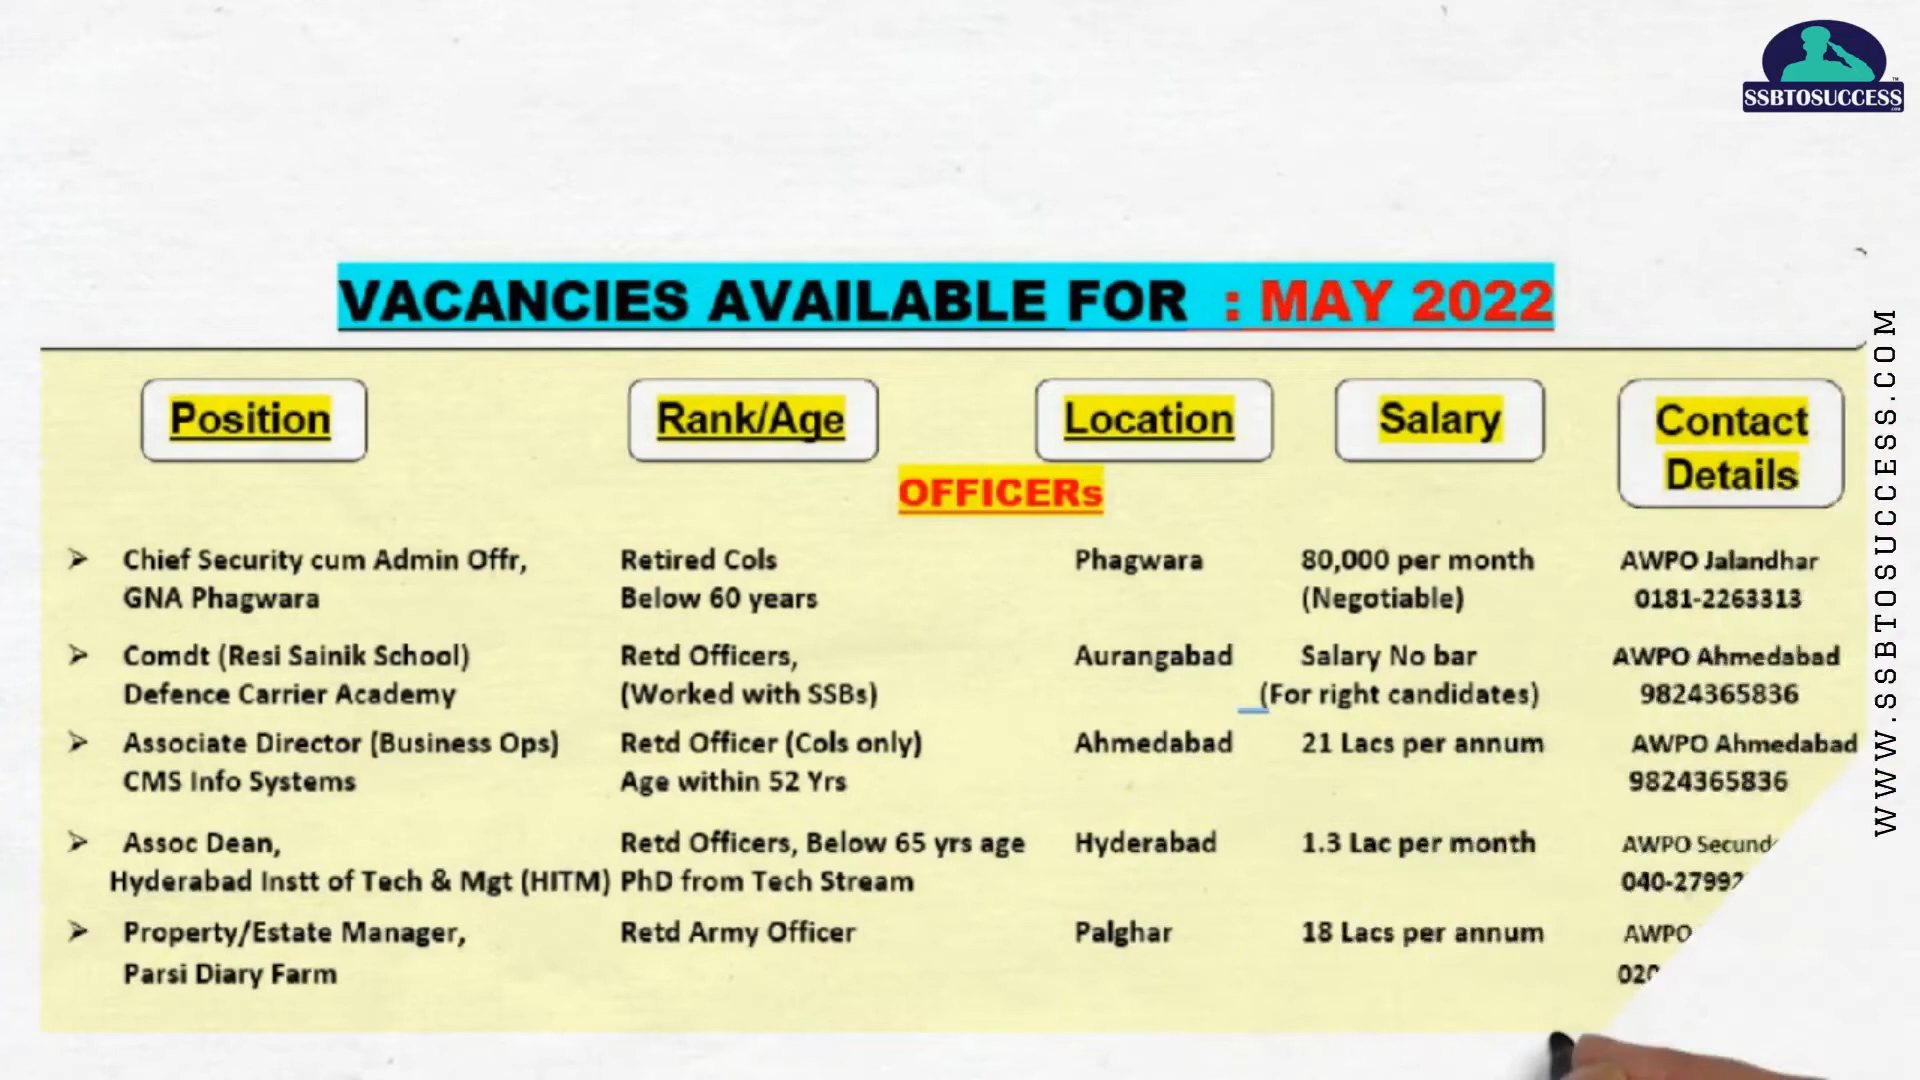 SSBTOSUCCESS
VACANCIES AVAILABLE FOR : MAY 2022
Position Rank/Age Location Salary Contact Details
OFFICERs
➤ Chief Security cum Admin Offr, Retired Cols Phagwara 80,000 per month AWPO Jalandhar
GNA Phagwara Below 60 years (Negotiable) 0181-2263313
➤ Comdt (Resi Sainik School) Retd Officers, Aurangabad Salary No bar AWPO Ahmedabad
Defence Carrier Academy (Worked with SSBs) (For right candidates) 9824365836
➤ Associate Director (Business Ops) Retd Officer (Cols only) Ahmedabad 21 Lacs per annum AWPO Ahmedabad
CMS Info Systems Age within 52 Yrs 9824365836
➤ Assoc Dean, Retd Officers, Below 65 yrs age Hyderabad 1.3 Lac per month AWPO
Hyderabad Instt of Tech & Mgt (HITM) PhD from Tech Stream
➤ Property/Estate Manager, Retd Army Officer Palghar 18 Lacs per annum AWPO
Parsi Diary Farm
WWW.SSBTOSUCCESS.COM